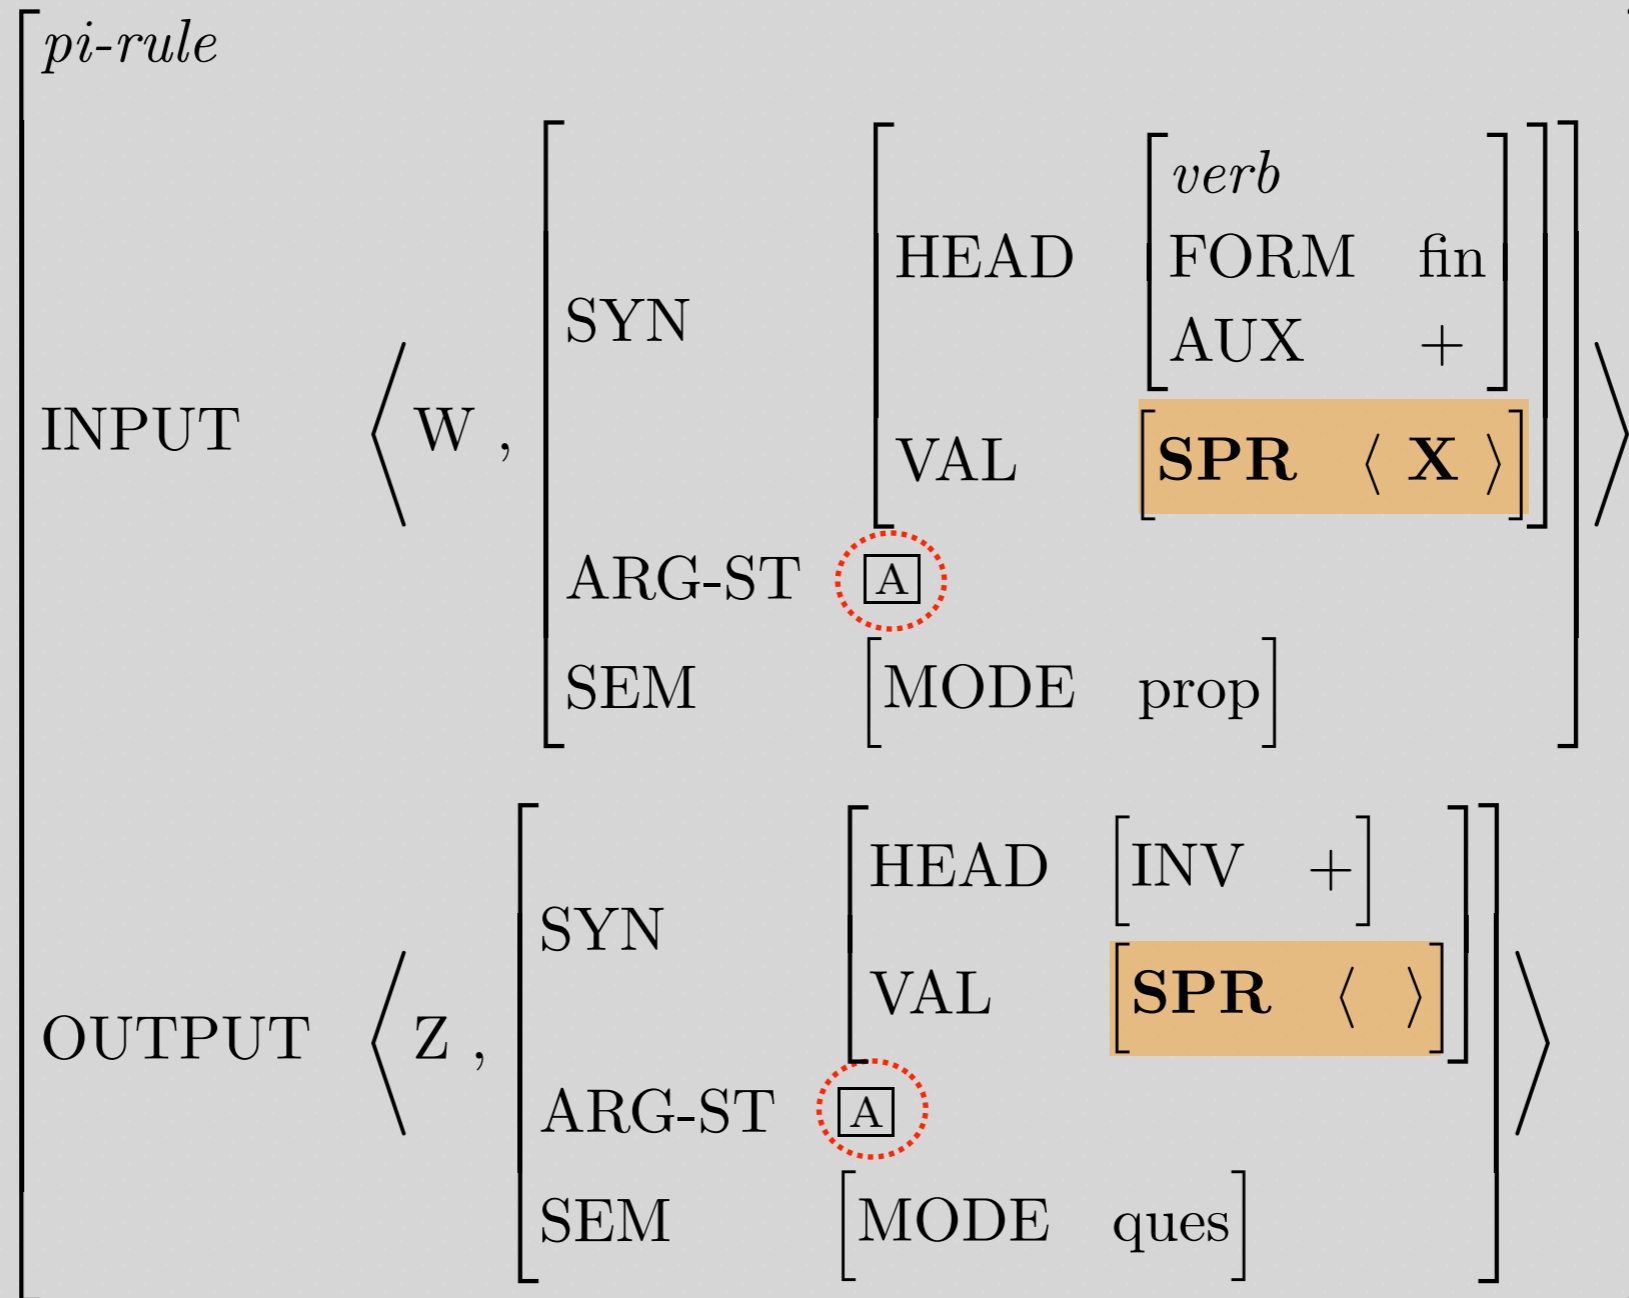 pi-rule
verb
HEAD FORM fin
SYN AUX +
INPUT ⟨ W , VAL [SPR ⟨ X ⟩] ⟩
ARG-ST A
SEM [MODE prop]
HEAD [INV +]
SYN
VAL [SPR ⟨ ⟩]
OUTPUT ⟨ Z , ⟩
ARG-ST A
SEM [MODE ques]